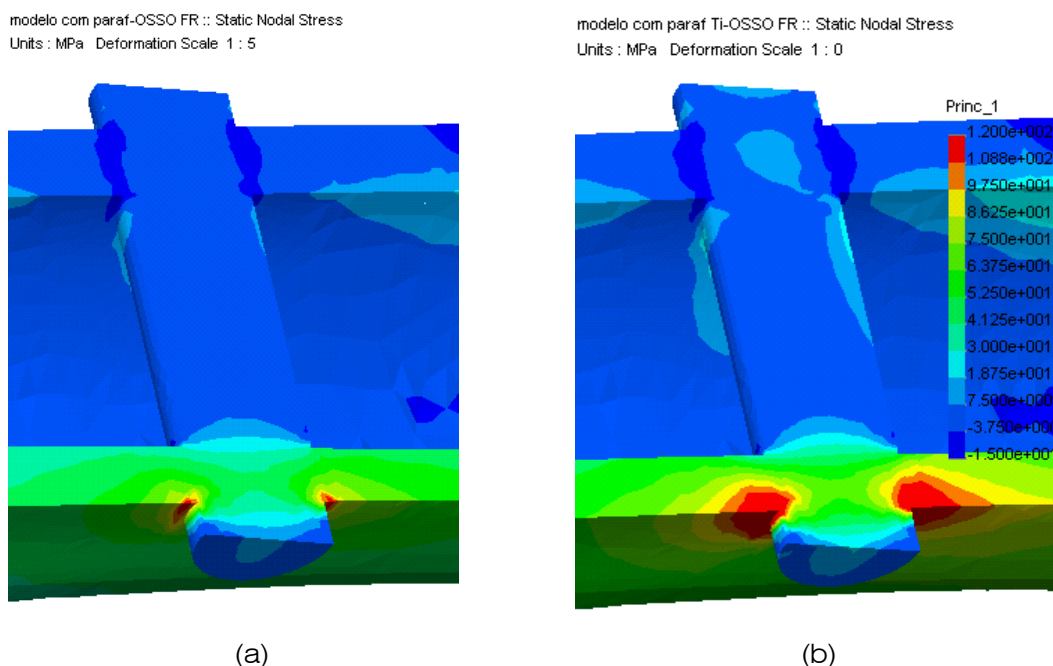 modelo com paraf-OSSO FR :: Static Nodal Stress
Units : MPa Deformation Scale 1 : 5
modelo com paraf Ti-OSSO FR :: Static Nodal Stress
Units : MPa Deformation Scale 1 : 0
Princ_1
1.200e+002
1.088e+002
9.750e+001
8.625e+001
7.500e+001
6.375e+001
5.250e+001
4.125e+001
3.000e+001
1.875e+001
7.500e+000
-3.750e+000
-1.500e+001
(a)
(b)